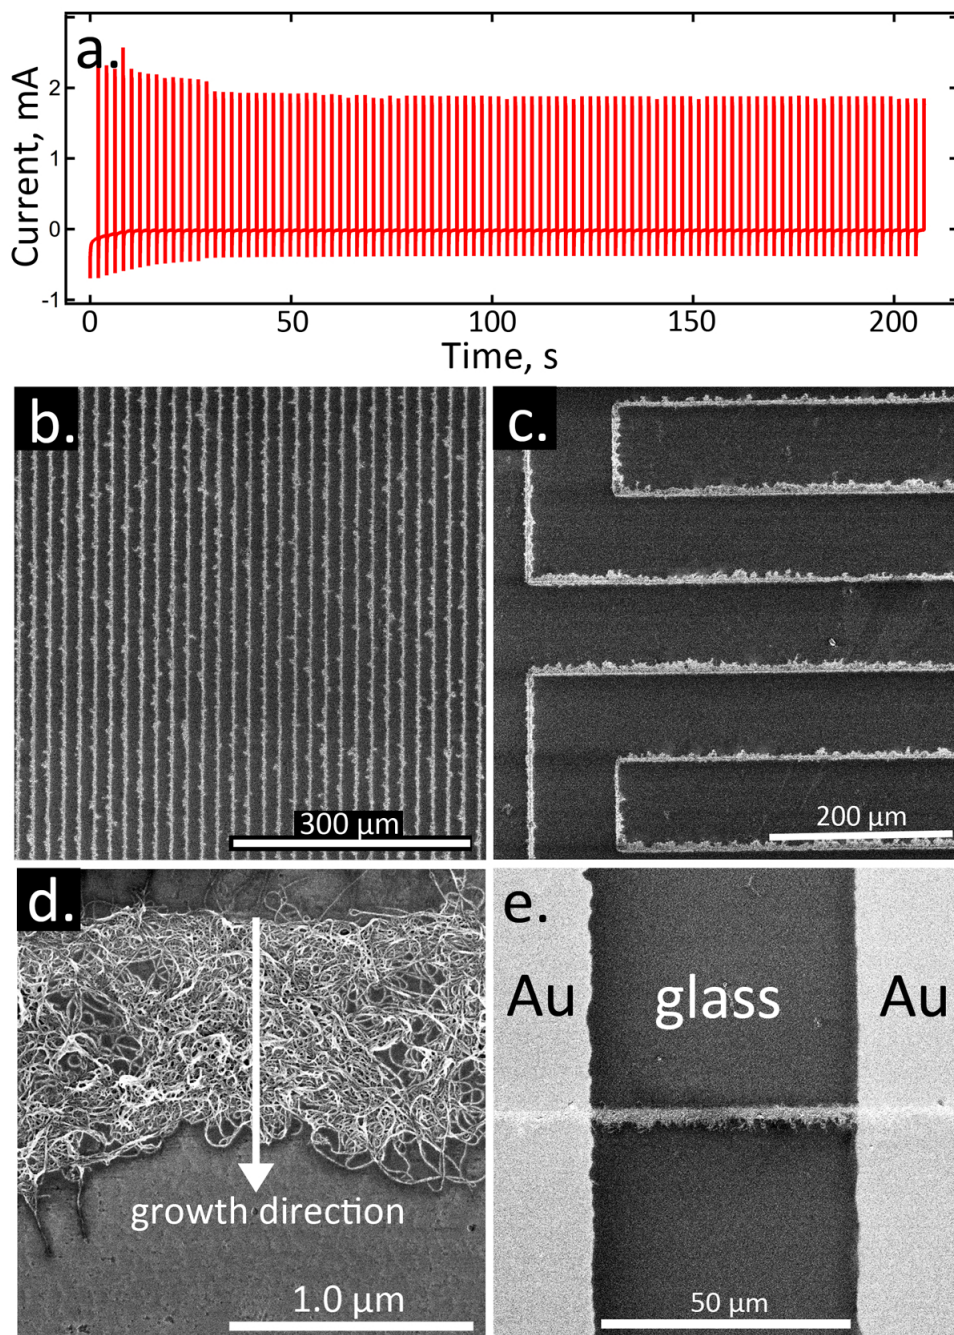 a.
Current, mA
2
1
0
-1
0 50 100 150 200
Time, s
b.
300 µm
c.
200 µm
d.
growth direction
1.0 µm
e.
Au glass Au
50 µm